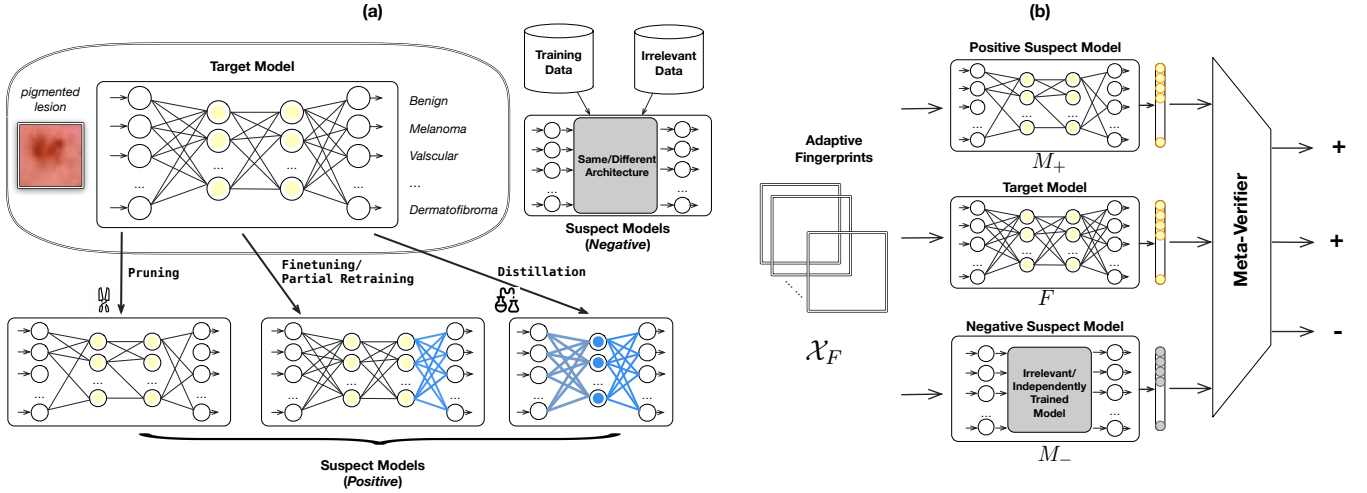 (a)
Training
Data
Irrelevant
Data
Target Model
pigmented
lesion
Benign
Melanoma
Valscular
...
Dermatofibroma
...
...
...
...
Same/Different
Architecture
...
...
Suspect Models
(Negative)
Pruning
Finetuning/
Partial Retraining
Distillation
...
...
...
...
...
...
...
...
...
...
...
Suspect Models
(Positive)
(b)
Positive Suspect Model
...
...
...
...
M+
Adaptive
Fingerprints
......
X_F
Target Model
...
...
...
...
F
Negative Suspect Model
Irrelevant/
Independently
Trained
Model
...
...
M−
Meta-Verifier
+
+
-